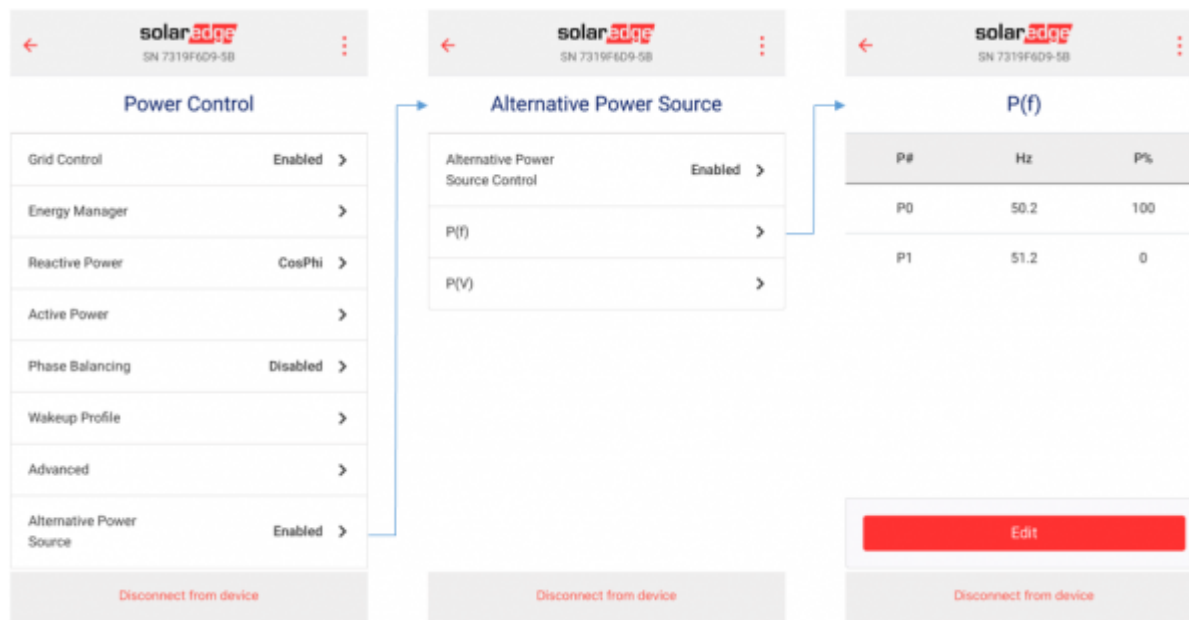 solaredge
SN 7319F6D9-5B
Power Control
Grid Control Enabled
Energy Manager
Reactive Power CosPhi
Active Power
Phase Balancing Disabled
Wakeup Profile
Advanced
Alternative Power
Source Enabled
Disconnect from device
solaredge
SN 7319F6D9-5B
Alternative Power Source
Alternative Power
Source Control Enabled
P(f)
P(V)
Disconnect from device
solaredge
SN 7319F6D9-5B
P(f)
P# Hz P%
P0 50.2 100
P1 51.2 0
Edit
Disconnect from device